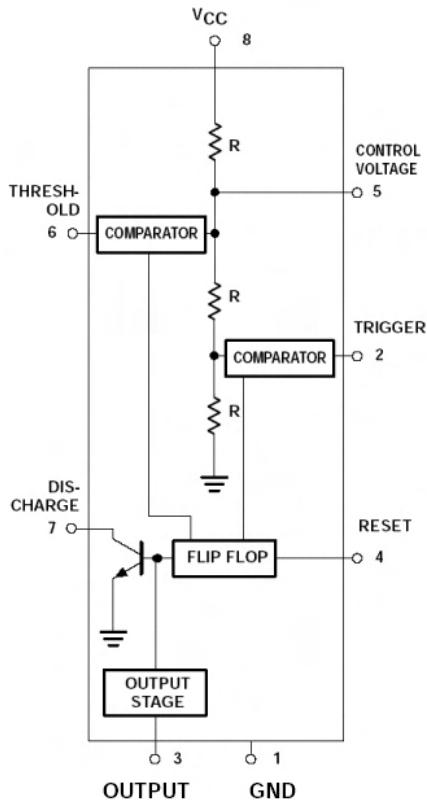 VCC
8
R
CONTROL
VOLTAGE
5
THRESH-
OLD
6
COMPARATOR
R
TRIGGER
COMPARATOR
2
R
DIS-
CHARGE
7
RESET
FLIP FLOP
4
OUTPUT
STAGE
3
1
OUTPUT
GND